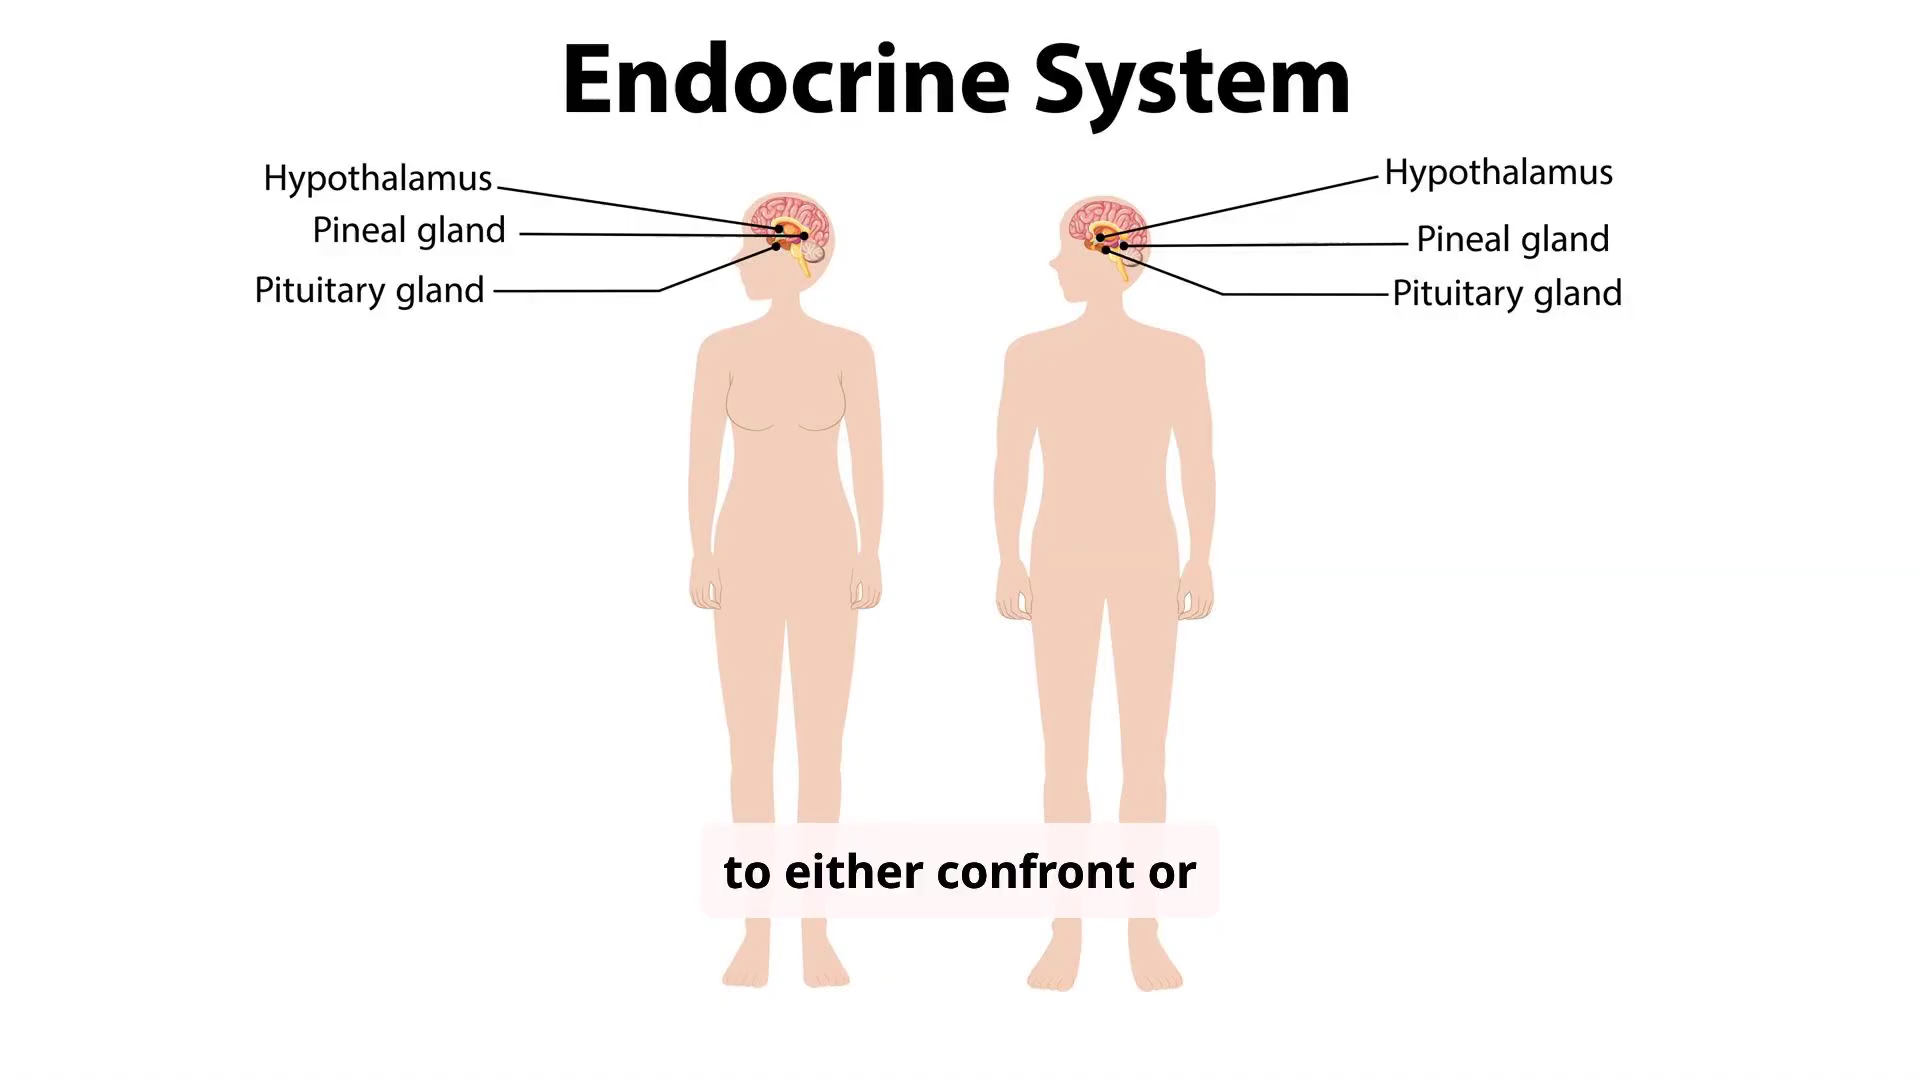 Endocrine System
Hypothalamus
Pineal gland
Pituitary gland
Hypothalamus
Pineal gland
Pituitary gland
to either confront or